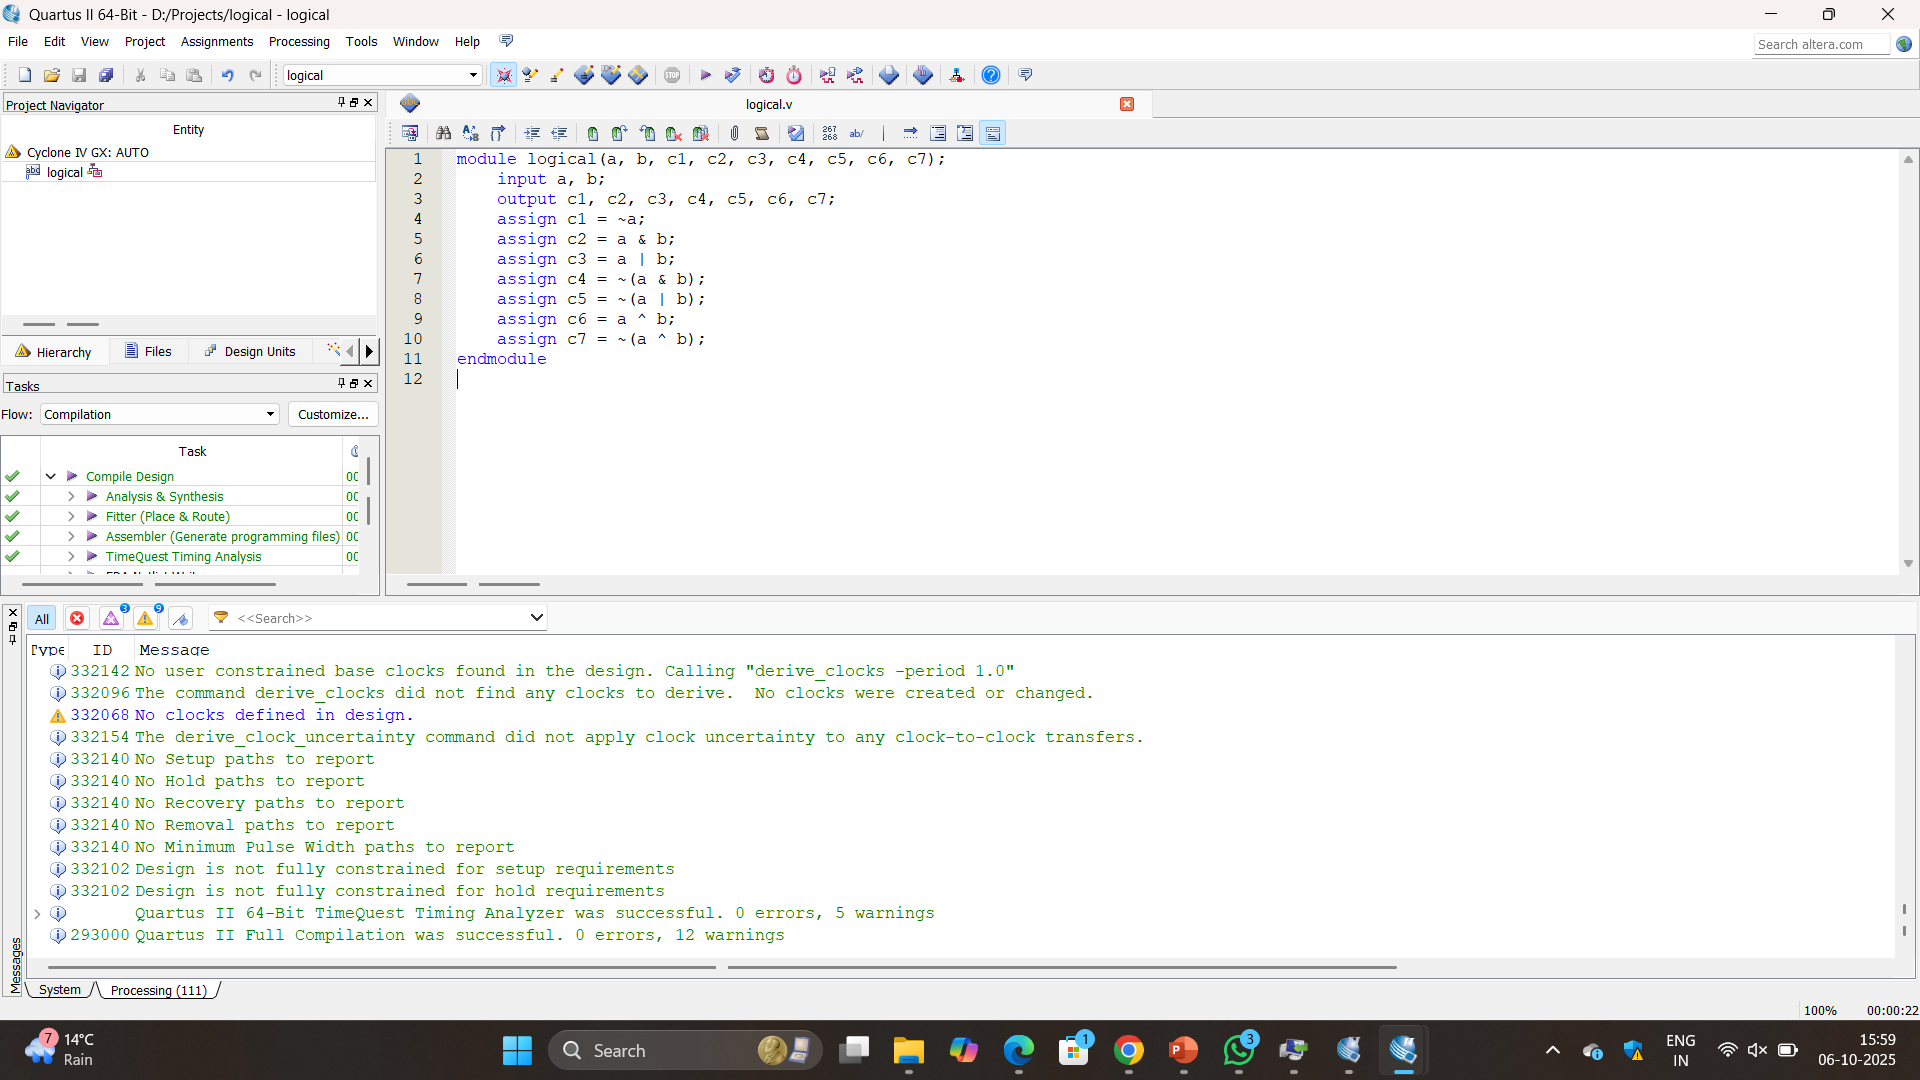 Quartus II 64-Bit - D:/Projects/logical - logical
File Edit View Project Assignments Processing Tools Window Help
Search altera.com
logical
Project Navigator
Entity
Cyclone IV GX: AUTO
logical
Hierarchy Files Design Units
Tasks
Flow: Compilation Customize...
Task
Compile Design 00
Analysis & Synthesis 00
Fitter (Place & Route) 00
Assembler (Generate programming files) 00
TimeQuest Timing Analysis 00
logical.v
267
268 ab/
1 module logical(a, b, c1, c2, c3, c4, c5, c6, c7);
2 input a, b;
3 output c1, c2, c3, c4, c5, c6, c7;
4 assign c1 = ~a;
5 assign c2 = a & b;
6 assign c3 = a | b;
7 assign c4 = ~(a & b);
8 assign c5 = ~(a | b);
9 assign c6 = a ^ b;
10 assign c7 = ~(a ^ b);
11 endmodule
12
All 3 9 <<Search>>
Type ID Message
332142 No user constrained base clocks found in the design. Calling "derive_clocks -period 1.0"
332096 The command derive_clocks did not find any clocks to derive.  No clocks were created or changed.
332068 No clocks defined in design.
332154 The derive_clock_uncertainty command did not apply clock uncertainty to any clock-to-clock transfers.
332140 No Setup paths to report
332140 No Hold paths to report
332140 No Recovery paths to report
332140 No Removal paths to report
332140 No Minimum Pulse Width paths to report
332102 Design is not fully constrained for setup requirements
332102 Design is not fully constrained for hold requirements
Quartus II 64-Bit TimeQuest Timing Analyzer was successful. 0 errors, 5 warnings
293000 Quartus II Full Compilation was successful. 0 errors, 12 warnings
Messages
System Processing (111)
100% 00:00:22
7 14°C
Rain
Search
1
3
ENG
IN
15:59
06-10-2025